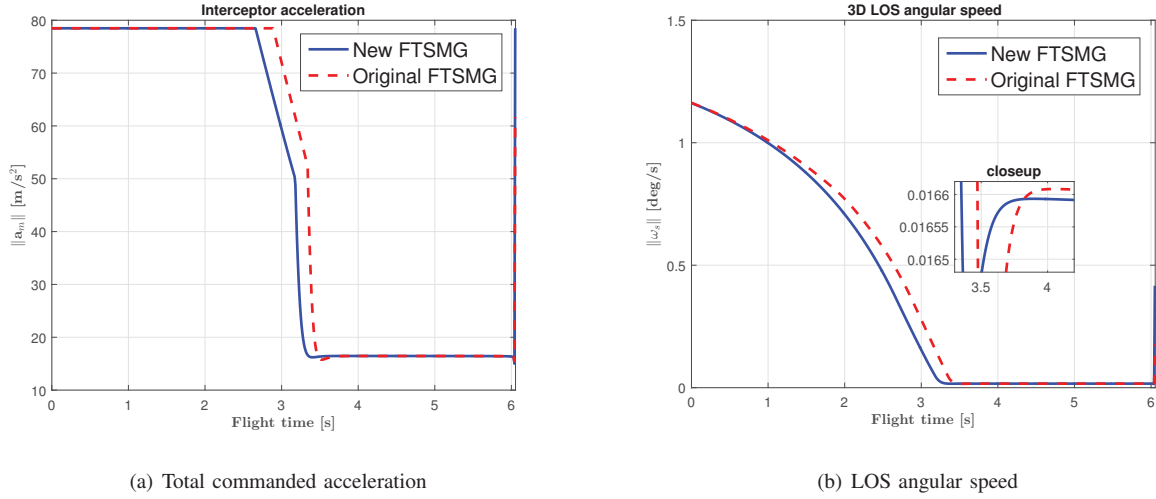 Interceptor acceleration
80
70
60
50
40
30
20
10
‖a_m‖ [m/s²]
New FTSMG
Original FTSMG
0 1 2 3 4 5 6
Flight time [s]
(a) Total commanded acceleration
3D LOS angular speed
1.5
1
0.5
0
‖ω_s‖ [deg/s]
New FTSMG
Original FTSMG
closeup
0.0166
0.01655
0.0165
3.5 4
0 1 2 3 4 5 6
Flight time [s]
(b) LOS angular speed